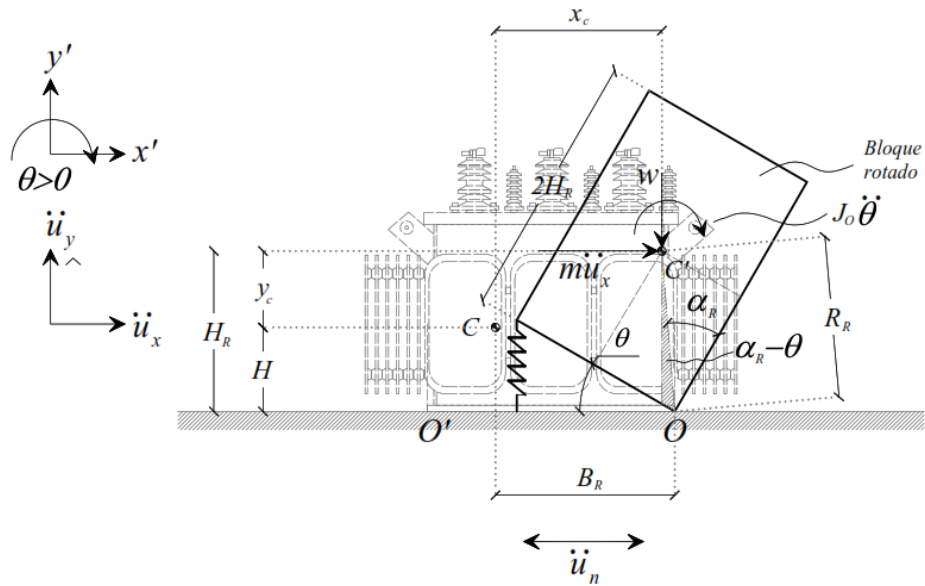 x_c
y'
x'
θ>0
ü_y
ü_x
2H_R
w
Bloque
rotado
J_O θ̈
mü_x
C'
y_c
H_R
C
H
θ
α_R
α_R-θ
R_R
O'
O
B_R
ü_n